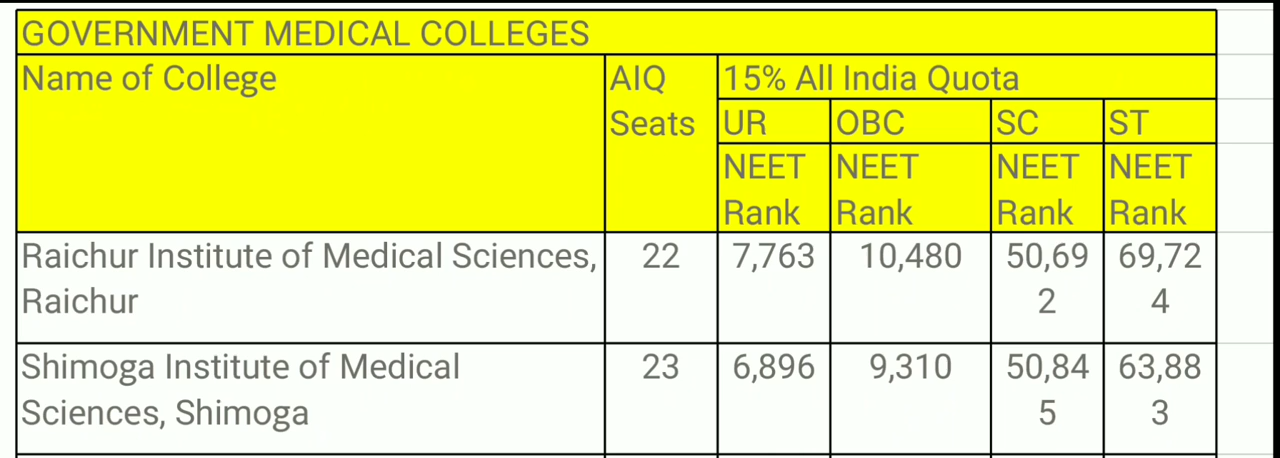 GOVERNMENT MEDICAL COLLEGES
Name of College
AIQ
Seats
15% All India Quota
UR
OBC
SC
ST
NEET
Rank
NEET
Rank
NEET
Rank
NEET
Rank
Raichur Institute of Medical Sciences,
Raichur
22
7,763
10,480
50,69
2
69,72
4
Shimoga Institute of Medical
Sciences, Shimoga
23
6,896
9,310
50,84
5
63,88
3